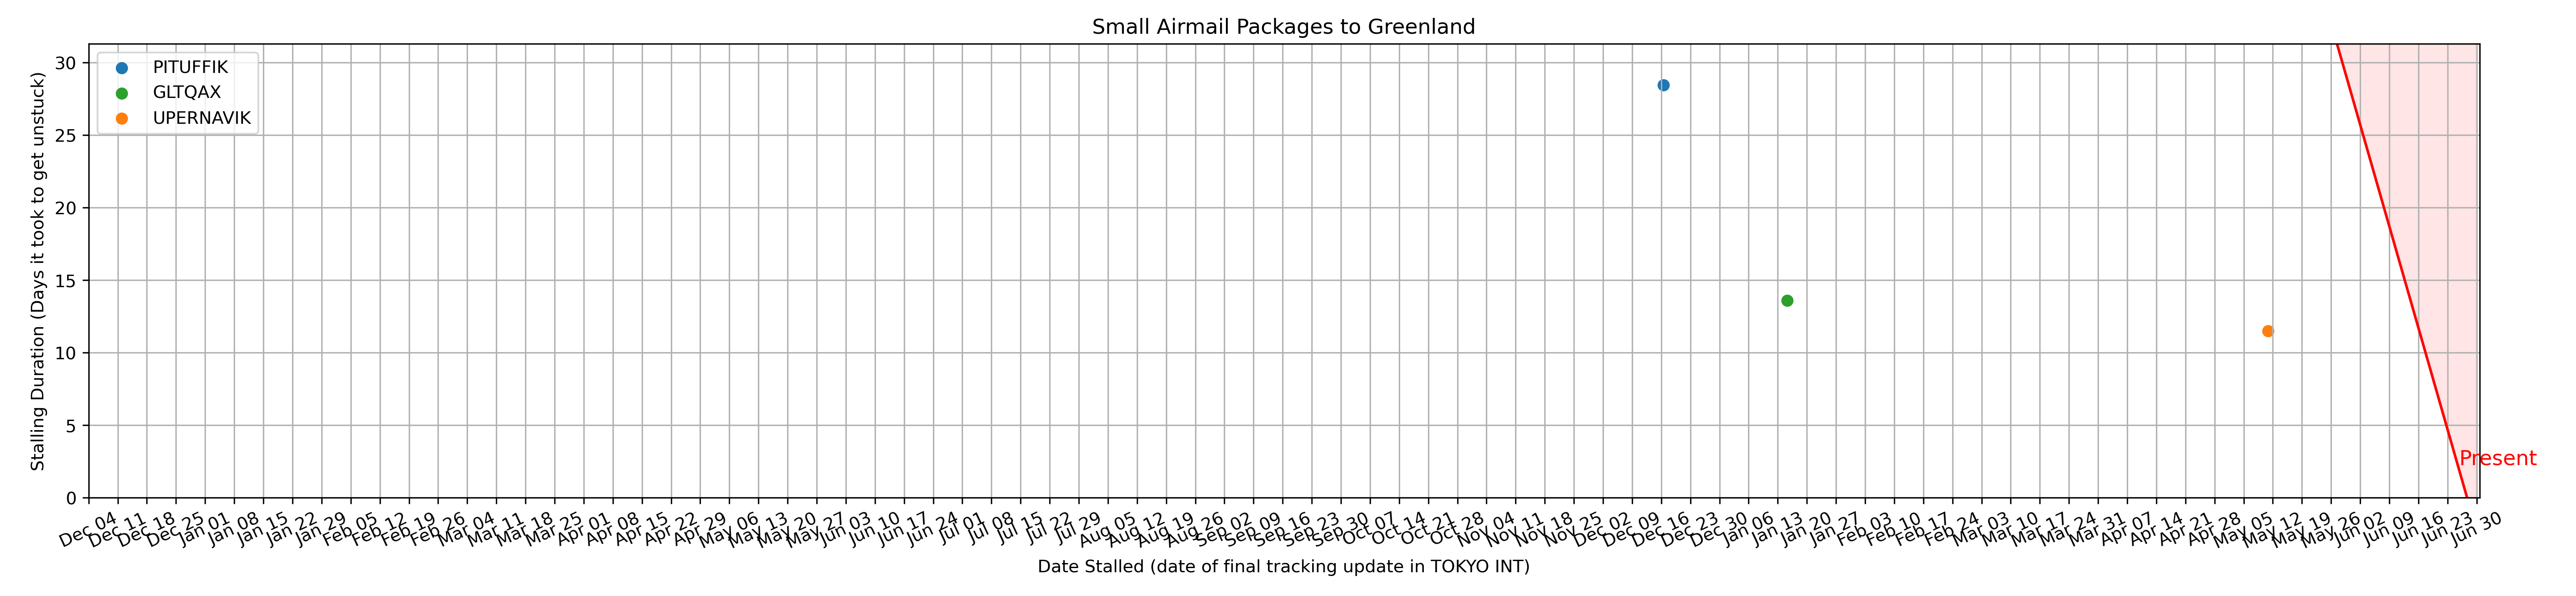 Small Airmail Packages to Greenland
Stalling Duration (Days it took to get unstuck)
30
25
20
15
10
5
0
PITUFFIK
GLTQAX
UPERNAVIK
Present
Dec 04
Dec 11
Dec 18
Dec 25
Jan 01
Jan 08
Jan 15
Jan 22
Jan 29
Feb 05
Feb 12
Feb 19
Feb 26
Mar 04
Mar 11
Mar 18
Mar 25
Apr 01
Apr 08
Apr 15
Apr 22
Apr 29
May 06
May 13
May 20
May 27
Jun 03
Jun 10
Jun 17
Jun 24
Jul 01
Jul 08
Jul 15
Jul 22
Jul 29
Aug 05
Aug 12
Aug 19
Aug 26
Sep 02
Sep 09
Sep 16
Sep 23
Sep 30
Oct 07
Oct 14
Oct 21
Oct 28
Nov 04
Nov 11
Nov 18
Nov 25
Dec 02
Dec 09
Dec 16
Dec 23
Dec 30
Jan 06
Jan 13
Jan 20
Jan 27
Feb 03
Feb 10
Feb 17
Feb 24
Mar 03
Mar 10
Mar 17
Mar 24
Mar 31
Apr 07
Apr 14
Apr 21
Apr 28
May 05
May 12
May 19
May 26
Jun 02
Jun 09
Jun 16
Jun 23
Jun 30
Date Stalled (date of final tracking update in TOKYO INT)